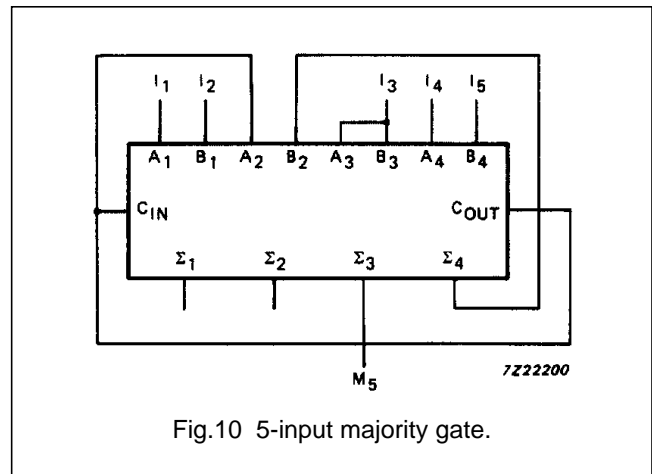 I1 I2 I3 I4 I5
A1 B1 A2 B2 A3 B3 A4 B4
CIN COUT
Σ1 Σ2 Σ3 Σ4
M5 7Z22200
Fig.10 5-input majority gate.